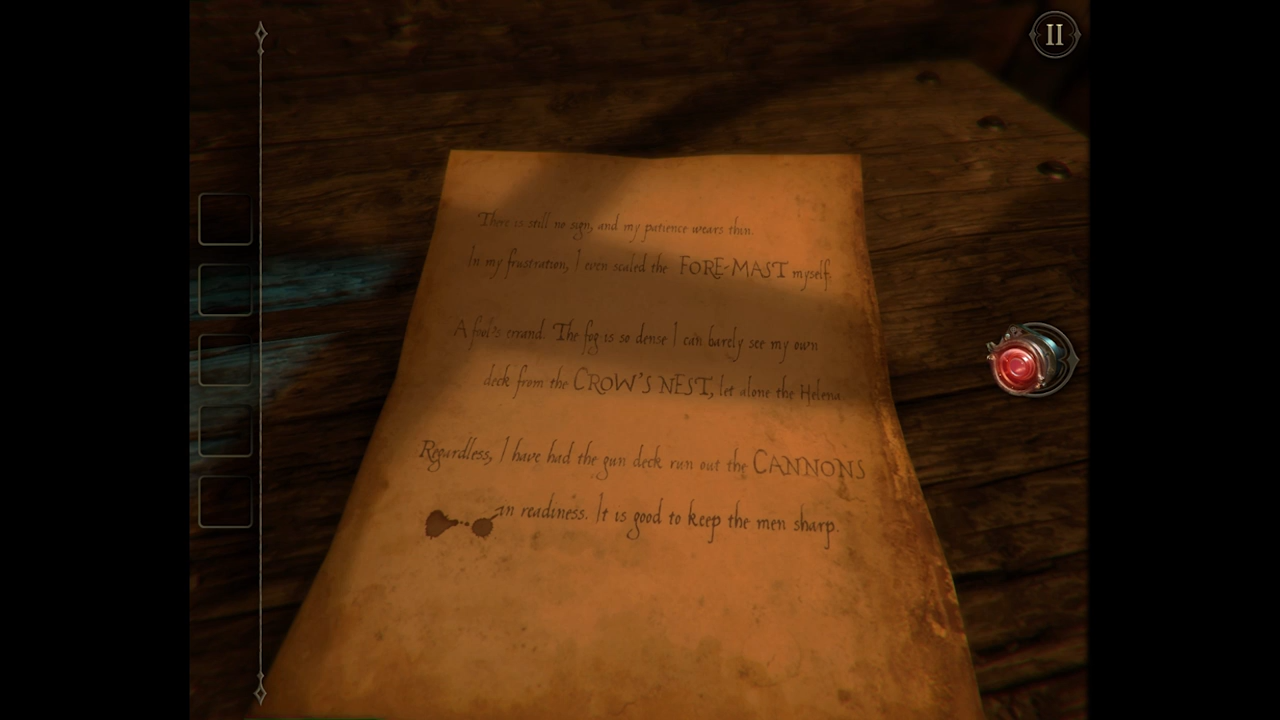 II
There is still no sign, and my patience wears thin.
In my frustration, I even scaled the FORE-MAST myself.
A fool's errand. The fog is so dense I can barely see my own
deck from the CROW'S NEST, let alone the Helena
Regardless, I have had the gun deck run out the CANNONS
in readiness. It is good to keep the men sharp.